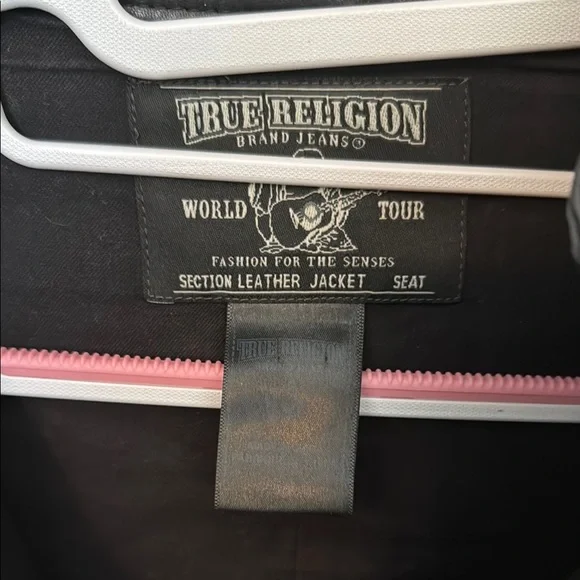 TRUE RELIGION
BRAND JEANS®
WORLD TOUR
FASHION FOR THE SENSES
SECTION LEATHER JACKET SEAT
TRUE RELIGION